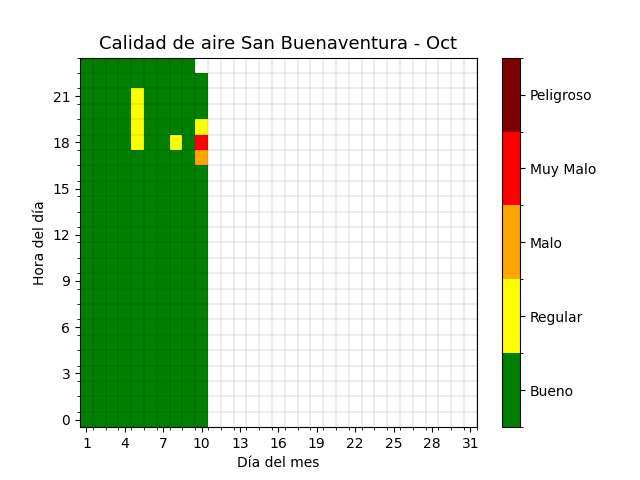 Calidad de aire San Buenaventura - Oct
Hora del día
21
18
15
12
9
6
3
0
1 4 7 10 13 16 19 22 25 28 31
Día del mes
Peligroso
Muy Malo
Malo
Regular
Bueno